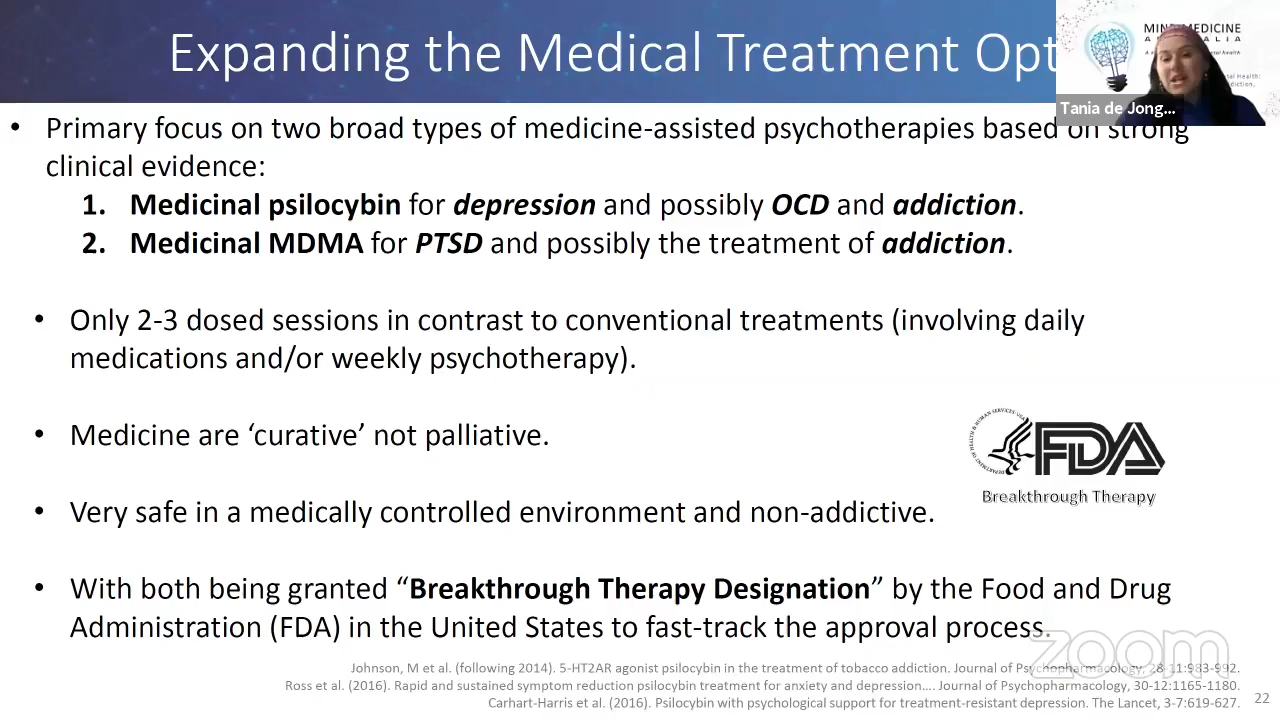 Expanding the Medical Treatment Opt
MIND MEDICINE
AUSTRALIA
Tania de Jong...
• Primary focus on two broad types of medicine-assisted psychotherapies based on strong
clinical evidence:
1. Medicinal psilocybin for depression and possibly OCD and addiction.
2. Medicinal MDMA for PTSD and possibly the treatment of addiction.
• Only 2-3 dosed sessions in contrast to conventional treatments (involving daily
medications and/or weekly psychotherapy).
• Medicine are ‘curative’ not palliative.
FDA
Breakthrough Therapy
• Very safe in a medically controlled environment and non-addictive.
• With both being granted “Breakthrough Therapy Designation” by the Food and Drug
Administration (FDA) in the United States to fast-track the approval process.
zoom
Johnson, M et al. (following 2014). 5-HT2AR agonist psilocybin in the treatment of tobacco addiction. Journal of Psychopharmacology, 28-11:983-992.
Ross et al. (2016). Rapid and sustained symptom reduction psilocybin treatment for anxiety and depression…. Journal of Psychopharmacology, 30-12:1165-1180.
Carhart-Harris et al. (2016). Psilocybin with psychological support for treatment-resistant depression. The Lancet, 3-7:619-627.
22